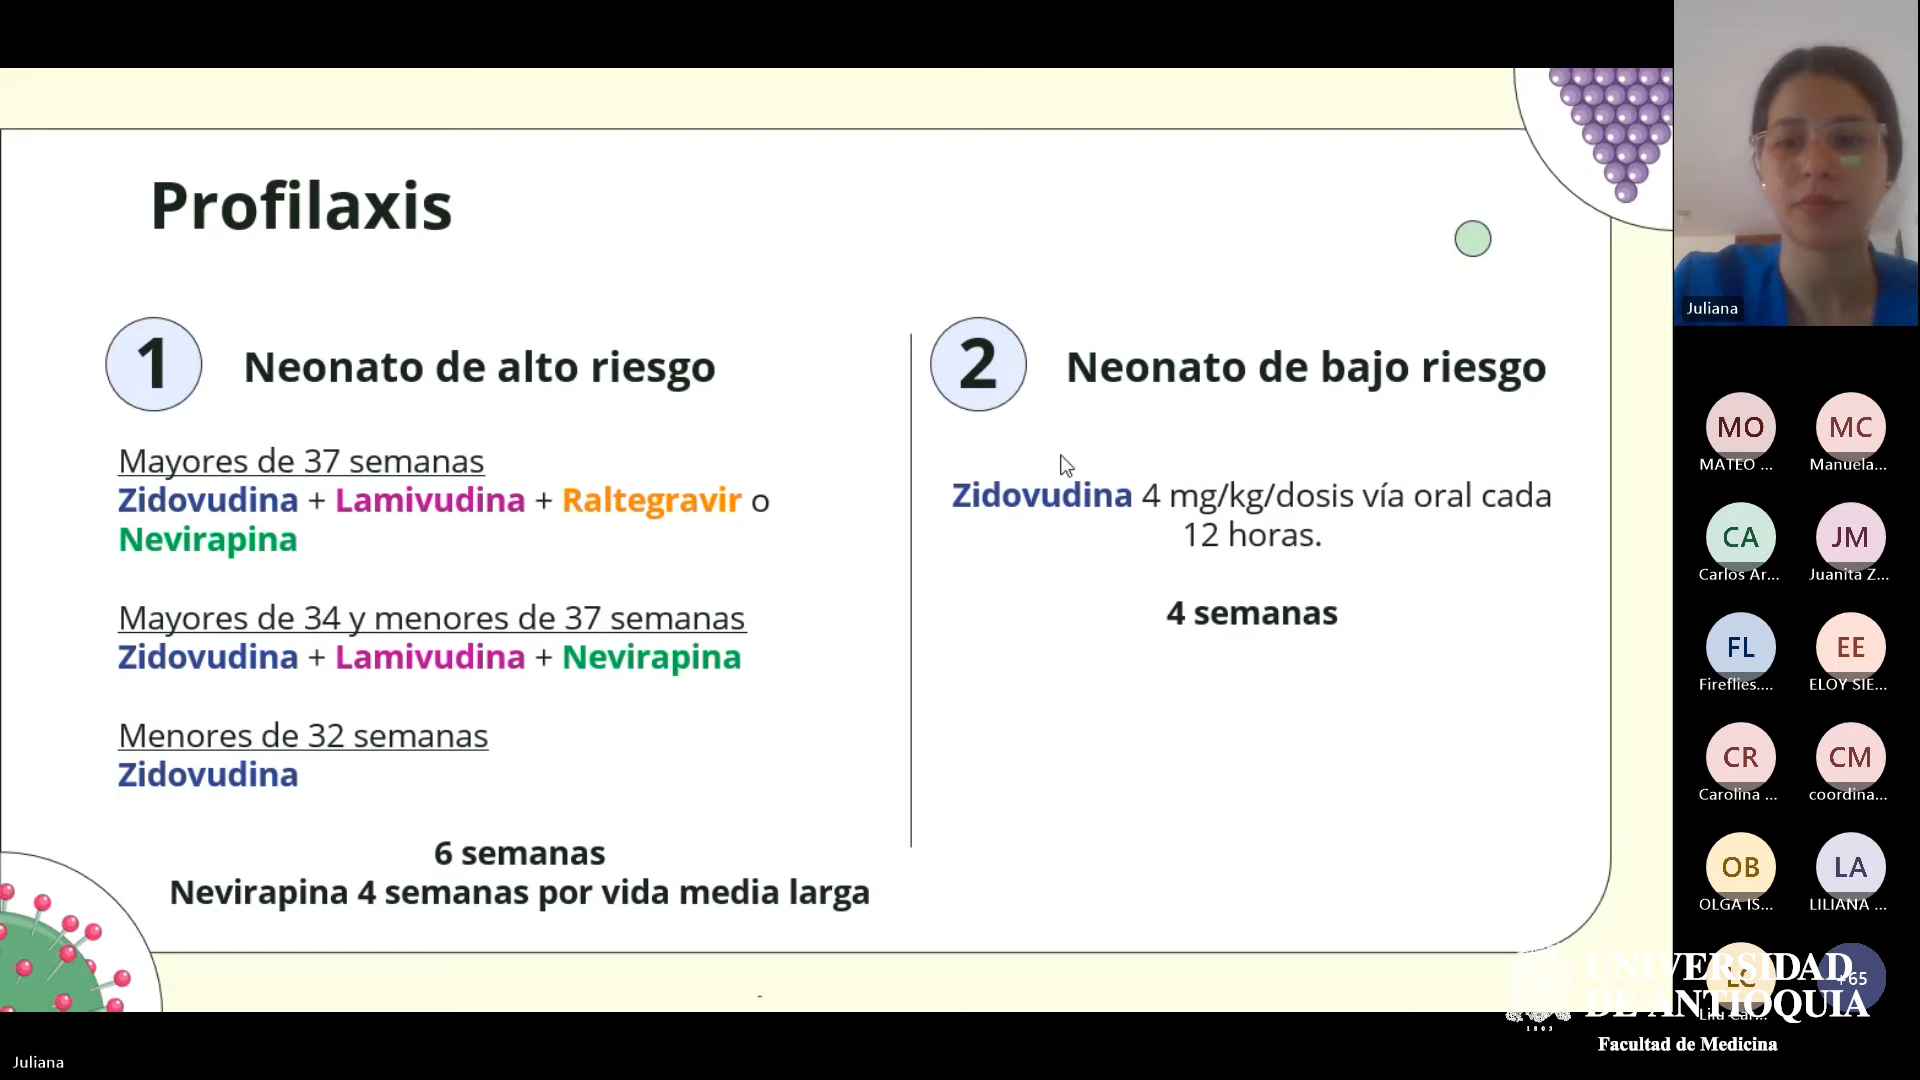 Profilaxis
1
Neonato de alto riesgo
Mayores de 37 semanas
Zidovudina + Lamivudina + Raltegravir o
Nevirapina
Mayores de 34 y menores de 37 semanas
Zidovudina + Lamivudina + Nevirapina
Menores de 32 semanas
Zidovudina
6 semanas
Nevirapina 4 semanas por vida media larga
2
Neonato de bajo riesgo
Zidovudina 4 mg/kg/dosis vía oral cada
12 horas.
4 semanas
-
Juliana
Juliana
MO
MATEO ...
MC
Manuela...
CA
Carlos Ar...
JM
Juanita Z...
FL
Fireflies....
EE
ELOY SIE...
CR
Carolina ...
CM
coordina...
OB
OLGA IS...
LA
LILIANA ...
LC
+65
UNIVERSIDAD
DE ANTIOQUIA
1803
Facultad de Medicina